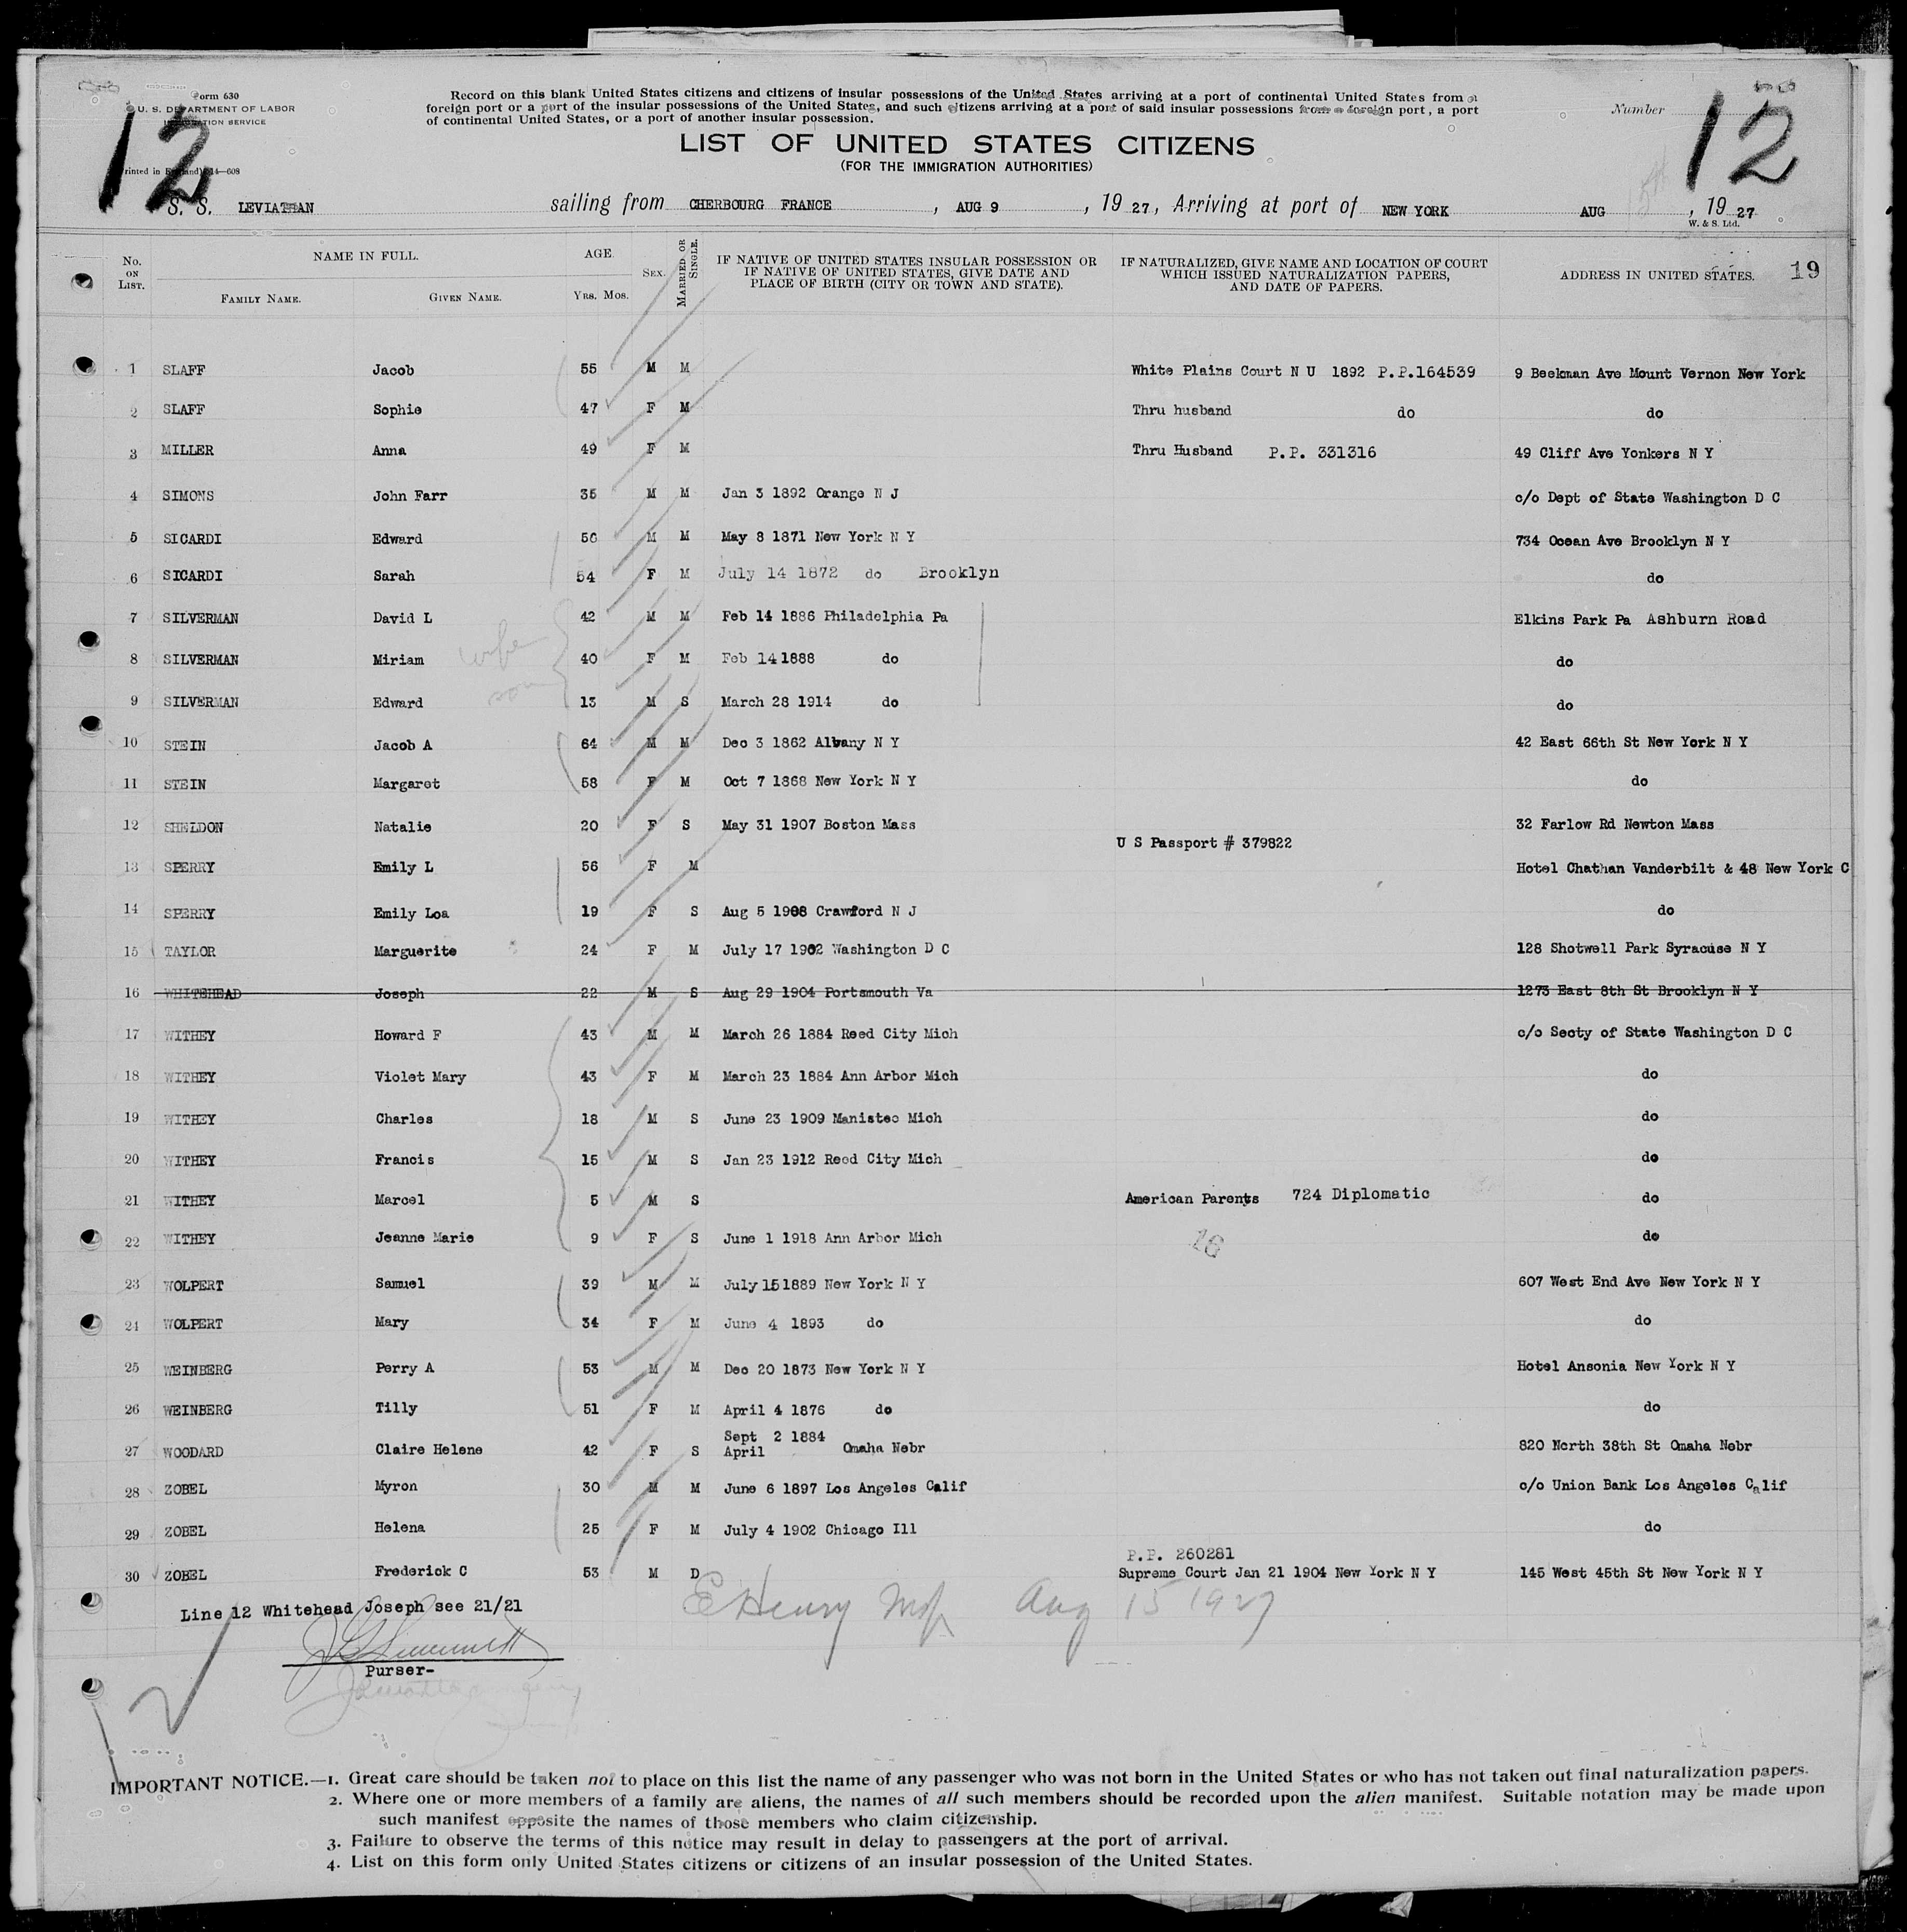 Form 630
U. S. DEPARTMENT OF LABOR
IMMIGRATION SERVICE
12
Record on this blank United States citizens and citizens of insular possessions of the United States arriving at a port of continental United States from a
foreign port or a port of the insular possessions of the United States, and such citizens arriving at a port of said insular possessions from a foreign port, a port
of continental United States, or a port of another insular possession.
Number
12
LIST OF UNITED STATES CITIZENS
(FOR THE IMMIGRATION AUTHORITIES)
S. S. LEVIATHAN sailing from CHERBOURG FRANCE, AUG 9, 19 27, Arriving at port of NEW YORK AUG 15th, 19 27
W. & S. Ltd.
No. ON LIST. NAME IN FULL. FAMILY NAME. GIVEN NAME. AGE. YRS. MOS. SEX. MARRIED OR SINGLE. IF NATIVE OF UNITED STATES INSULAR POSSESSION OR IF NATIVE OF UNITED STATES, GIVE DATE AND PLACE OF BIRTH (CITY OR TOWN AND STATE). IF NATURALIZED, GIVE NAME AND LOCATION OF COURT WHICH ISSUED NATURALIZATION PAPERS, AND DATE OF PAPERS. ADDRESS IN UNITED STATES. 19
1 SLAFF Jacob 55 M M White Plains Court N U 1892 P.P.164539 9 Beekman Ave Mount Vernon New York
2 SLAFF Sophie 47 F M Thru husband do do
3 MILLER Anna 49 F M Thru Husband P.P. 331316 49 Cliff Ave Yonkers N Y
4 SIMONS John Farr 35 M M Jan 3 1892 Orange N J c/o Dept of State Washington D C
5 SICARDI Edward 56 M M May 8 1871 New York N Y 734 Ocean Ave Brooklyn N Y
6 SICARDI Sarah 54 F M July 14 1872 do Brooklyn do
7 SILVERMAN David L 42 M M Feb 14 1886 Philadelphia Pa Elkins Park Pa Ashburn Road
8 SILVERMAN Miriam wife 40 F M Feb 14 1888 do do
9 SILVERMAN Edward son 13 M S March 28 1914 do do
10 STEIN Jacob A 64 M M Dec 3 1862 Albany N Y 42 East 66th St New York N Y
11 STEIN Margaret 58 F M Oct 7 1868 New York N Y do
12 SHELDON Natalie 20 F S May 31 1907 Boston Mass 32 Farlow Rd Newton Mass
U S Passport # 379822
13 SPERRY Emily L 56 F M Hotel Chathan Vanderbilt & 48 New York C
14 SPERRY Emily Loa 19 F S Aug 5 1908 Crawford N J do
15 TAYLOR Marguerite 24 F M July 17 1902 Washington D C 128 Shotwell Park Syracuse N Y
16 WHITEHEAD Joseph 22 M S Aug 29 1904 Portsmouth Va 1273 East 8th St Brooklyn N Y
17 WITHEY Howard F 43 M M March 26 1884 Reed City Mich c/o Secty of State Washington D C
18 WITHEY Violet Mary 43 F M March 23 1884 Ann Arbor Mich do
19 WITHEY Charles 18 M S June 23 1909 Manistee Mich do
20 WITHEY Francis 15 M S Jan 23 1912 Reed City Mich do
21 WITHEY Marcel 5 M S American Parents 724 Diplomatic do
22 WITHEY Jeanne Marie 9 F S June 1 1918 Ann Arbor Mich 16 do
23 WOLPERT Samuel 39 M M July 15 1889 New York N Y 607 West End Ave New York N Y
24 WOLPERT Mary 34 F M June 4 1893 do do
25 WEINBERG Perry A 53 M M Dec 20 1873 New York N Y Hotel Ansonia New York N Y
26 WEINBERG Tilly 51 F M April 4 1876 do do
Sept 2 1884
27 WOODARD Claire Helene 42 F S April Omaha Nebr 820 North 38th St Omaha Nebr
28 ZOBEL Myron 30 M M June 6 1897 Los Angeles Calif c/o Union Bank Los Angeles Calif
29 ZOBEL Helena 25 F M July 4 1902 Chicago Ill do
P.P. 260281
30 ZOBEL Frederick C 53 M D Supreme Court Jan 21 1904 New York N Y 145 West 45th St New York N Y
Line 12 Whitehead Joseph see 21/21
E Henry Aug 15 1927
Purser-
IMPORTANT NOTICE.—1. Great care should be taken not to place on this list the name of any passenger who was not born in the United States or who has not taken out final naturalization papers.
2. Where one or more members of a family are aliens, the names of all such members should be recorded upon the alien manifest. Suitable notation may be made upon
such manifest opposite the names of those members who claim citizenship.
3. Failure to observe the terms of this notice may result in delay to passengers at the port of arrival.
4. List on this form only United States citizens or citizens of an insular possession of the United States.